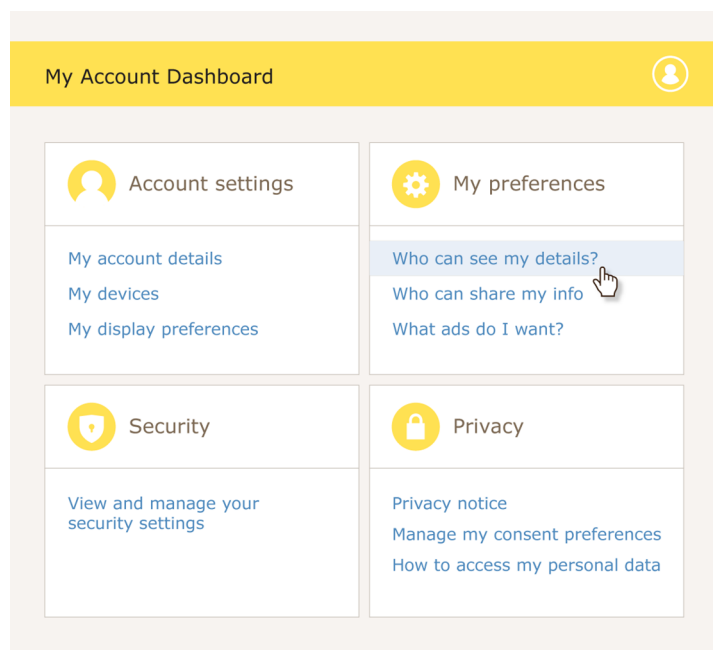 My Account Dashboard
Account settings
My account details
My devices
My display preferences
My preferences
Who can see my details?
Who can share my info
What ads do I want?
Security
View and manage your
security settings
Privacy
Privacy notice
Manage my consent preferences
How to access my personal data